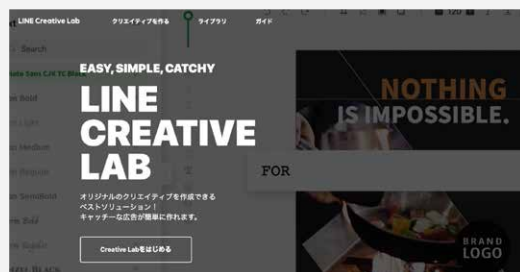 LINE Creative Lab
クリエイティブを作る
ライブラリ
ガイド
Search
EASY, SIMPLE, CATCHY
LINE
CREATIVE
LAB
オリジナルのクリエイティブを作成できる
ベストソリューション！
キャッチーな広告が簡単に作れます。
Creative Labをはじめる
NOTHING
IS IMPOSSIBLE.
FOR
BRAND
LOGO